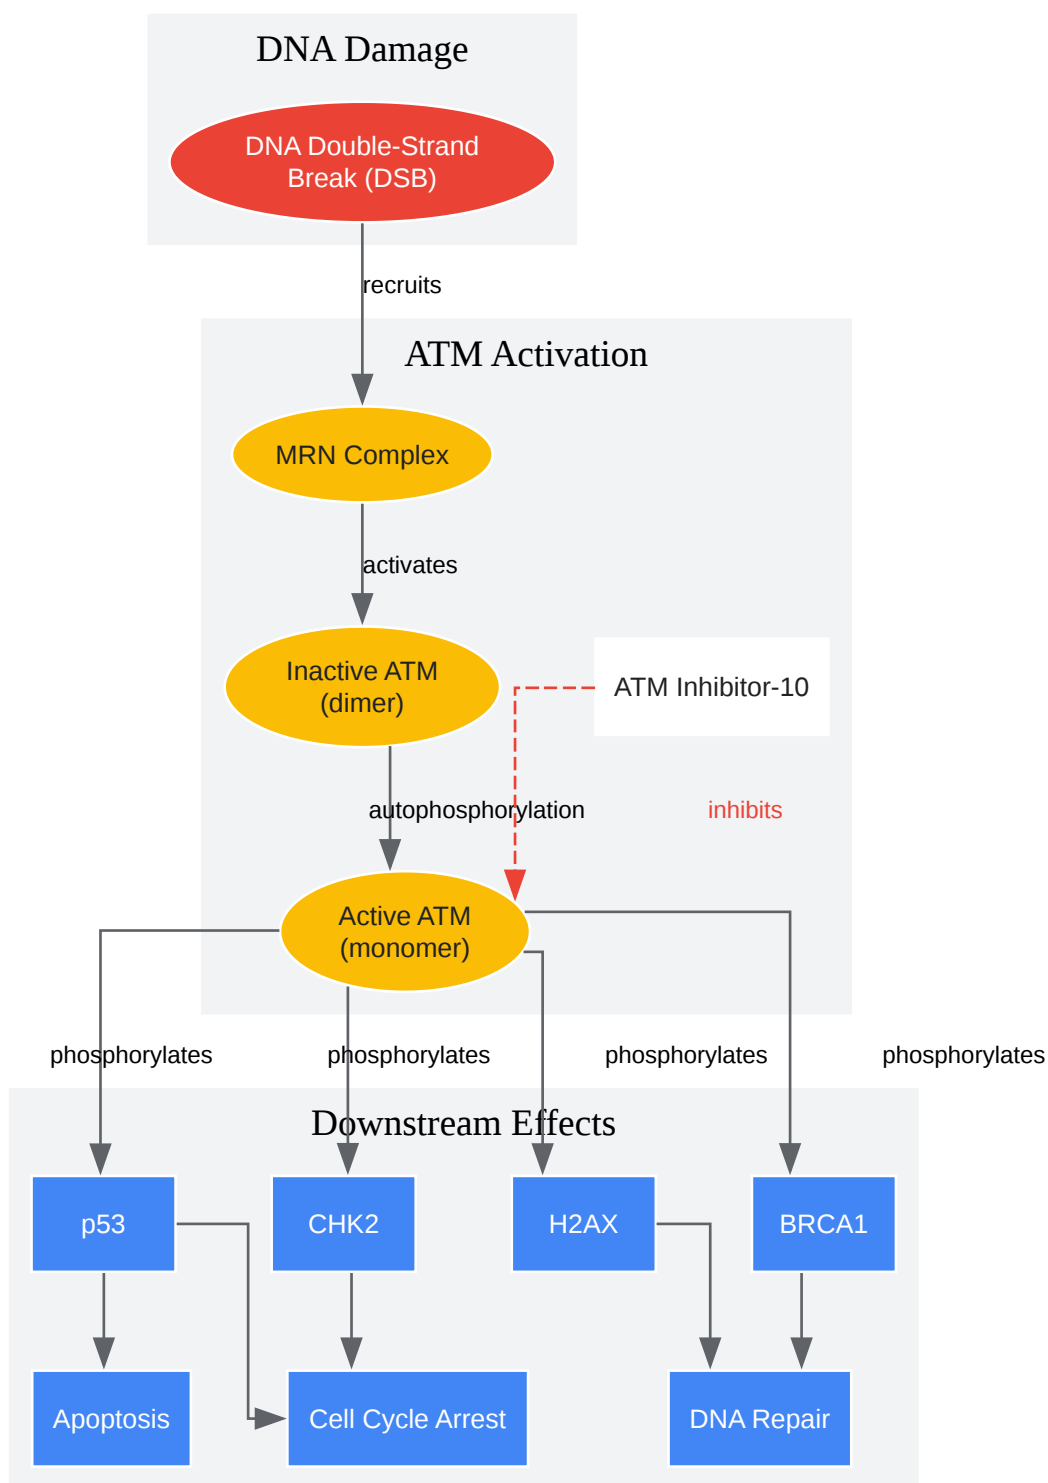 DNA Damage
DNA Double-Strand
Break (DSB)
recruits
ATM Activation
MRN Complex
activates
Inactive ATM
(dimer)
ATM Inhibitor-10
autophosphorylation
inhibits
Active ATM
(monomer)
phosphorylates
phosphorylates
phosphorylates
phosphorylates
Downstream Effects
p53
CHK2
H2AX
BRCA1
Apoptosis
Cell Cycle Arrest
DNA Repair